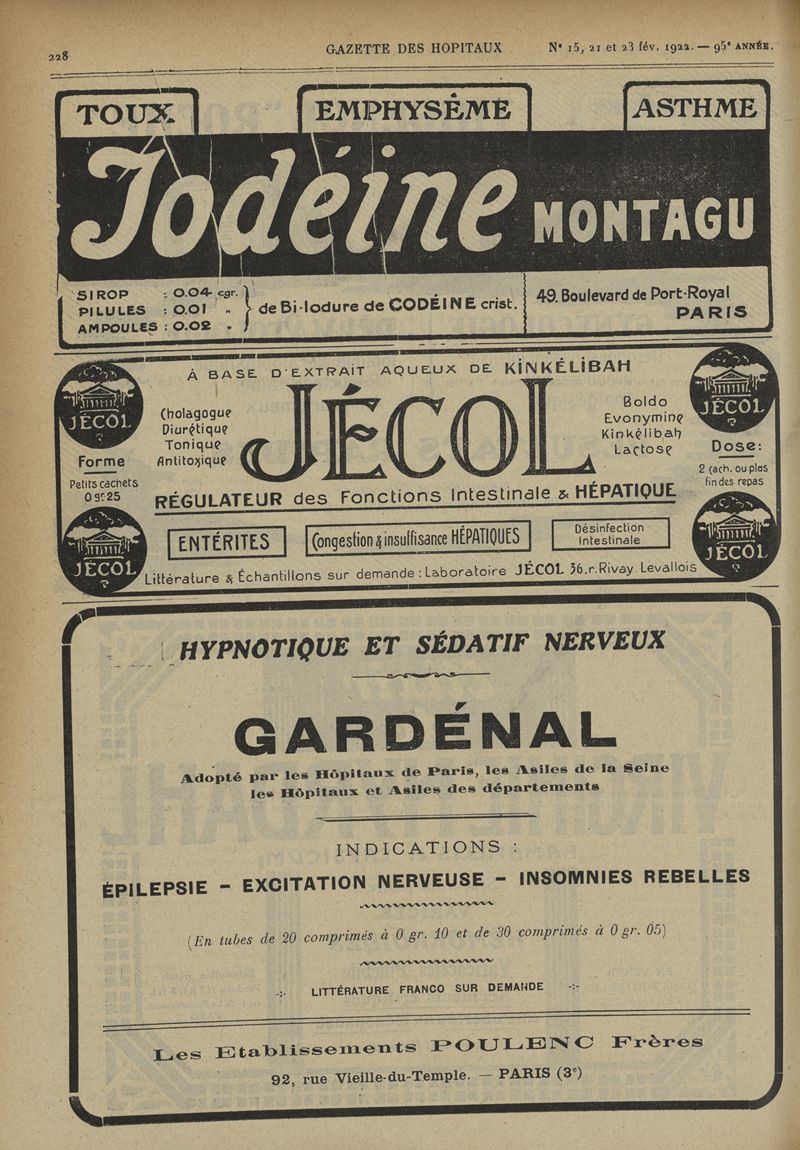 228
GAZETTE DES HOPITAUX
N° 15, 21 et 23 fév. 1922. — 95e ANNÉE.
TOUX
EMPHYSÈME
ASTHME
Iodéine MONTAGU
SIROP : 0.04 cgr.
PILULES : 0.01 "
AMPOULES : 0.02 "
de Bi-Iodure de CODÉINE crist.
49, Boulevard de Port-Royal
PARIS
À BASE D'EXTRAIT AQUEUX DE KINKÉLIBAH
JÉCOL
JÉCOL
JÉCOL
Cholagogue
Diurétique
Tonique
Antitoxique
Boldo
Evonymine
Kinkélibah
Lactose
Forme
Petits cachets
0 gr 25
Dose :
2 cach. ou plus
fin des repas
RÉGULATEUR des Fonctions Intestinale & HÉPATIQUE
JÉCOL
JÉCOL
ENTÉRITES
Congestion & insuffisance HÉPATIQUES
Désinfection
Intestinale
Littérature & Échantillons sur demande : Laboratoire JÉCOL 36.r.Rivay. Levallois
HYPNOTIQUE ET SÉDATIF NERVEUX
GARDÉNAL
Adopté par les Hôpitaux de Paris, les Asiles de la Seine
les Hôpitaux et Asiles des départements
INDICATIONS :
ÉPILEPSIE - EXCITATION NERVEUSE - INSOMNIES REBELLES
(En tubes de 20 comprimés à 0 gr. 10 et de 30 comprimés à 0 gr. 05)
-:- LITTÉRATURE FRANCO SUR DEMANDE -:-
Les Etablissements POULENC Frères
92, rue Vieille-du-Temple. — PARIS (3e)